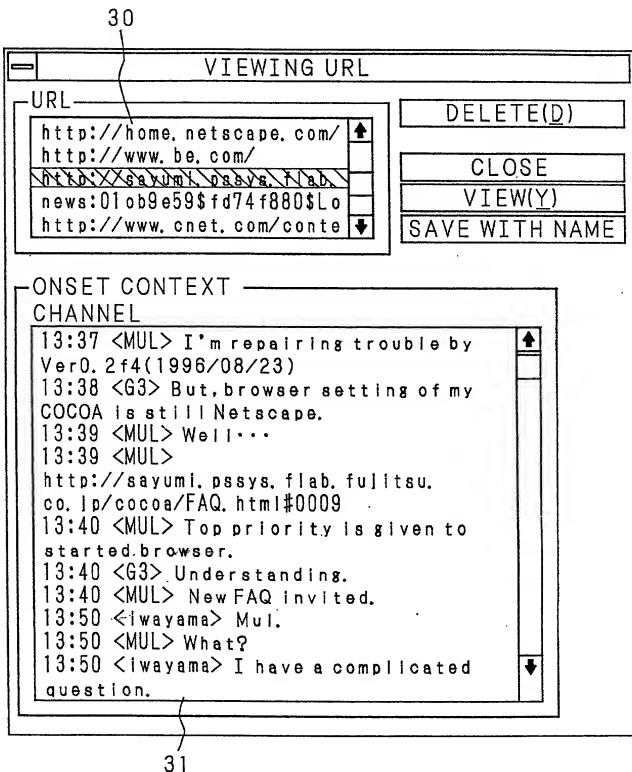 30
VIEWING URL
URL
http://home.netscape.com/
http://www.be.com/
http://sayumi.pssys.flab.
news:01cb9e59$fd74f880$Lo
http://www.cnet.com/conte
DELETE(D)
CLOSE
VIEW(Y)
SAVE WITH NAME
ONSET CONTEXT
CHANNEL
13:37 <MUL> I'm repairing trouble by
Ver0.2f4(1996/08/23)
13:38 <G3> But,browser setting of my
COCOA is still Netscape.
13:39 <MUL> Well···
13:39 <MUL>
http://sayumi.pssys.flab.fujitsu.
co.jp/cocoa/FAQ.html#0009
13:40 <MUL> Top priority is given to
started browser.
13:40 <G3> Understanding.
13:40 <MUL> New FAQ invited.
13:50 <iwayama> Mul.
13:50 <MUL> What?
13:50 <iwayama> I have a complicated
question.
31